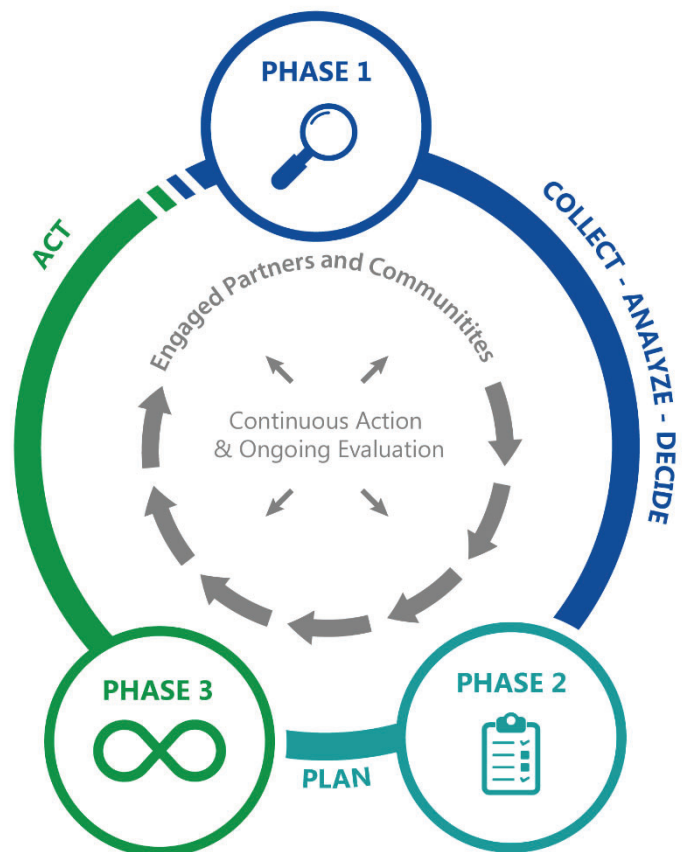 PHASE 1
COLLECT - ANALYZE - DECIDE
ACT
Engaged Partners and Communitites
Continuous Action
& Ongoing Evaluation
PHASE 3
PHASE 2
PLAN